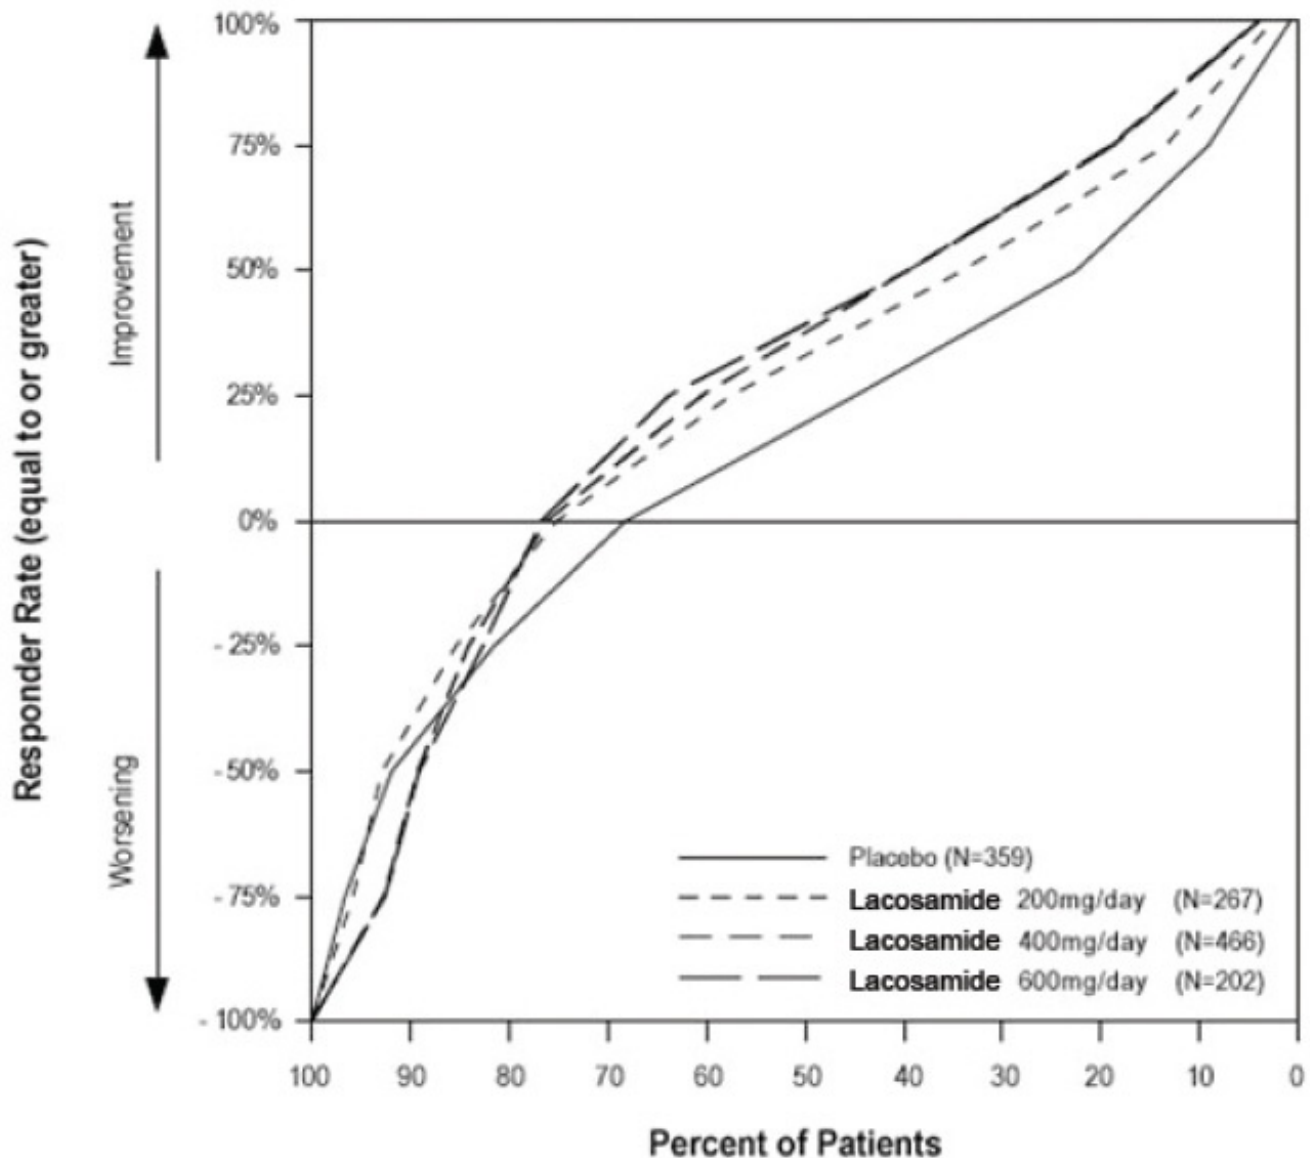 Responder Rate (equal to or greater)
Improvement
Worsening
100%
75%
50%
25%
0%
- 25%
- 50%
- 75%
- 100%
Placebo (N=359)
Lacosamide 200mg/day (N=267)
Lacosamide 400mg/day (N=466)
Lacosamide 600mg/day (N=202)
100 90 80 70 60 50 40 30 20 10 0
Percent of Patients